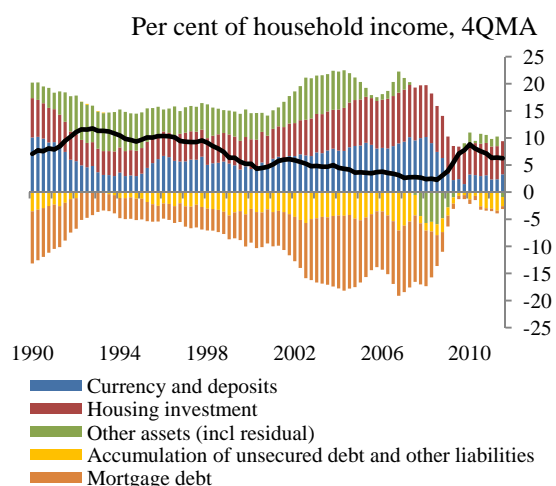 Per cent of household income, 4QMA
25
20
15
10
5
0
-5
-10
-15
-20
-25
1990 1994 1998 2002 2006 2010
Currency and deposits
Housing investment
Other assets (incl residual)
Accumulation of unsecured debt and other liabilities
Mortgage debt